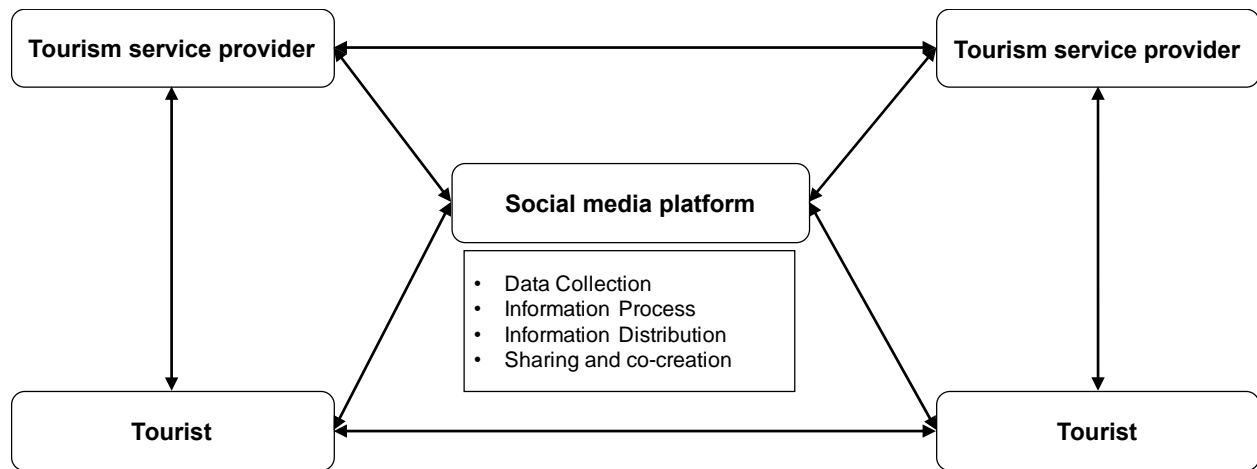 Tourism service provider
Tourism service provider
Social media platform
• Data Collection
• Information Process
• Information Distribution
• Sharing and co-creation
Tourist
Tourist